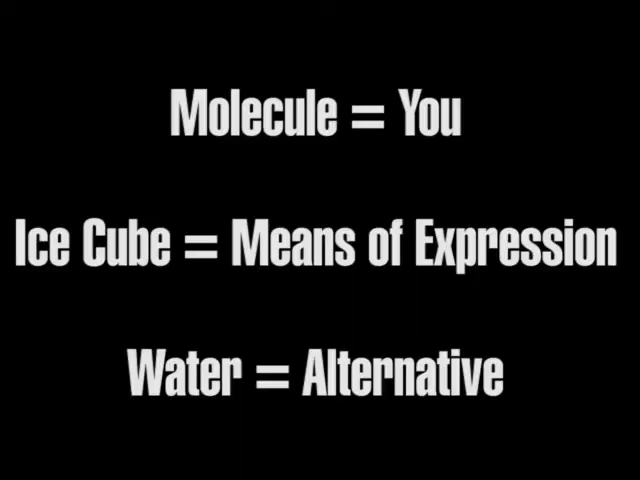 Molecule = You
Ice Cube = Means of Expression
Water = Alternative